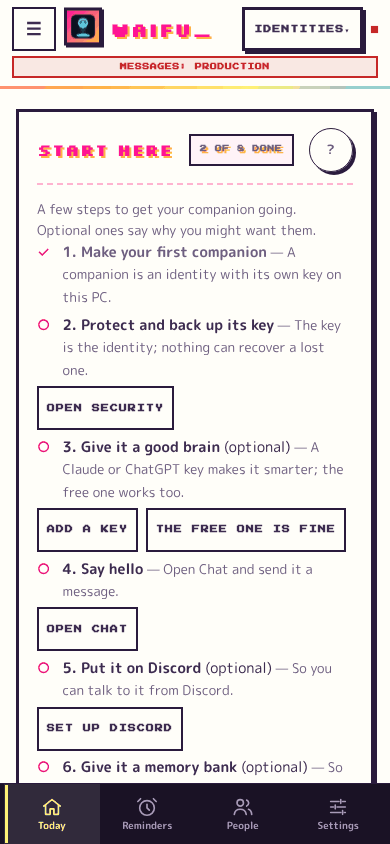 WAIFU_
IDENTITIES.
MESSAGES: PRODUCTION
START HERE
2 OF 6 DONE
?
A few steps to get your companion going.
Optional ones say why you might want them.
1. Make your first companion — A
companion is an identity with its own key on
this PC.
2. Protect and back up its key — The key
is the identity; nothing can recover a lost
one.
OPEN SECURITY
3. Give it a good brain (optional) — A
Claude or ChatGPT key makes it smarter; the
free one works too.
ADD A KEY
THE FREE ONE IS FINE
4. Say hello — Open Chat and send it a
message.
OPEN CHAT
5. Put it on Discord (optional) — So you
can talk to it from Discord.
SET UP DISCORD
6. Give it a memory bank (optional) — So
Today
Reminders
People
Settings